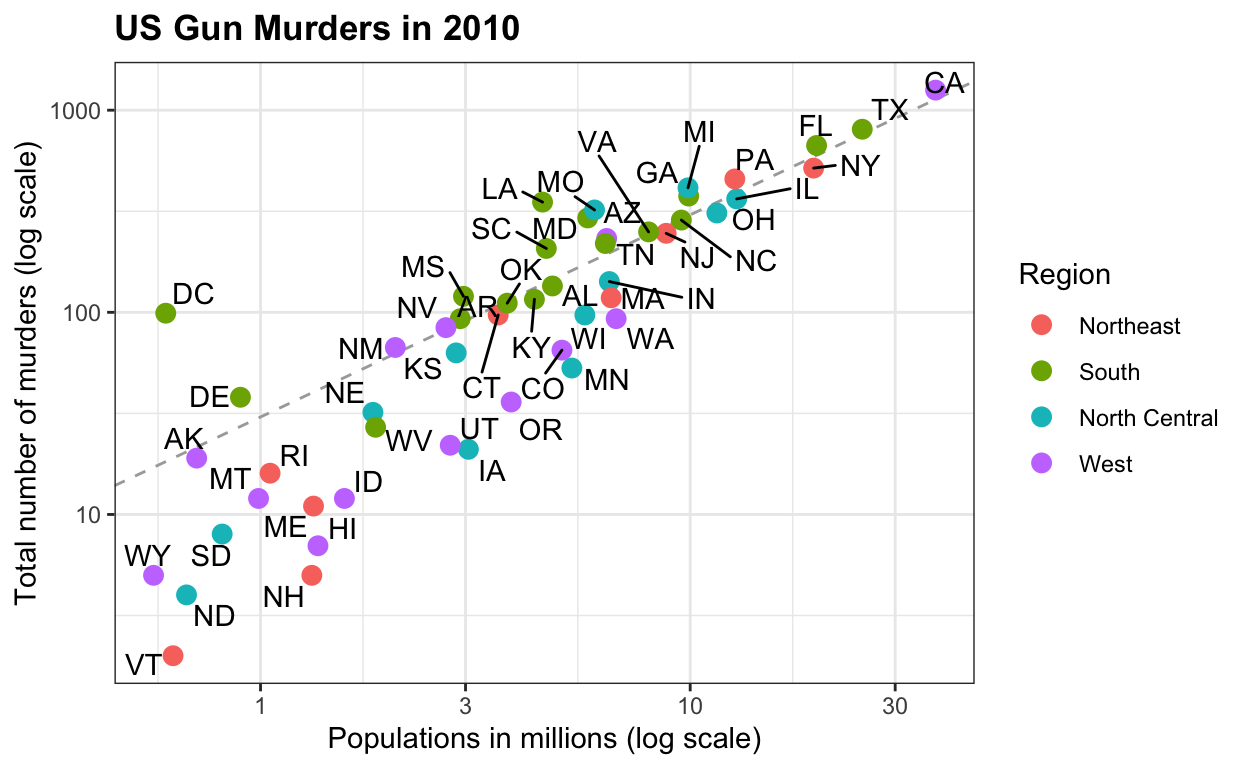 US Gun Murders in 2010
Total number of murders (log scale)
1000
100
10
CA
TX
FL
NY
MI
VA
PA
GA
IL
LA
MO
AZ
OH
SC
MD
TN
NJ
NC
MS
OK
DC
NV
AR
AL
MA
IN
NM
KY
WI
WA
KS
CT
CO
MN
DE
NE
AK
WV
UT
OR
RI
IA
MT
ID
ME
HI
WY
SD
NH
ND
VT
1
3
10
30
Populations in millions (log scale)
Region
Northeast
South
North Central
West